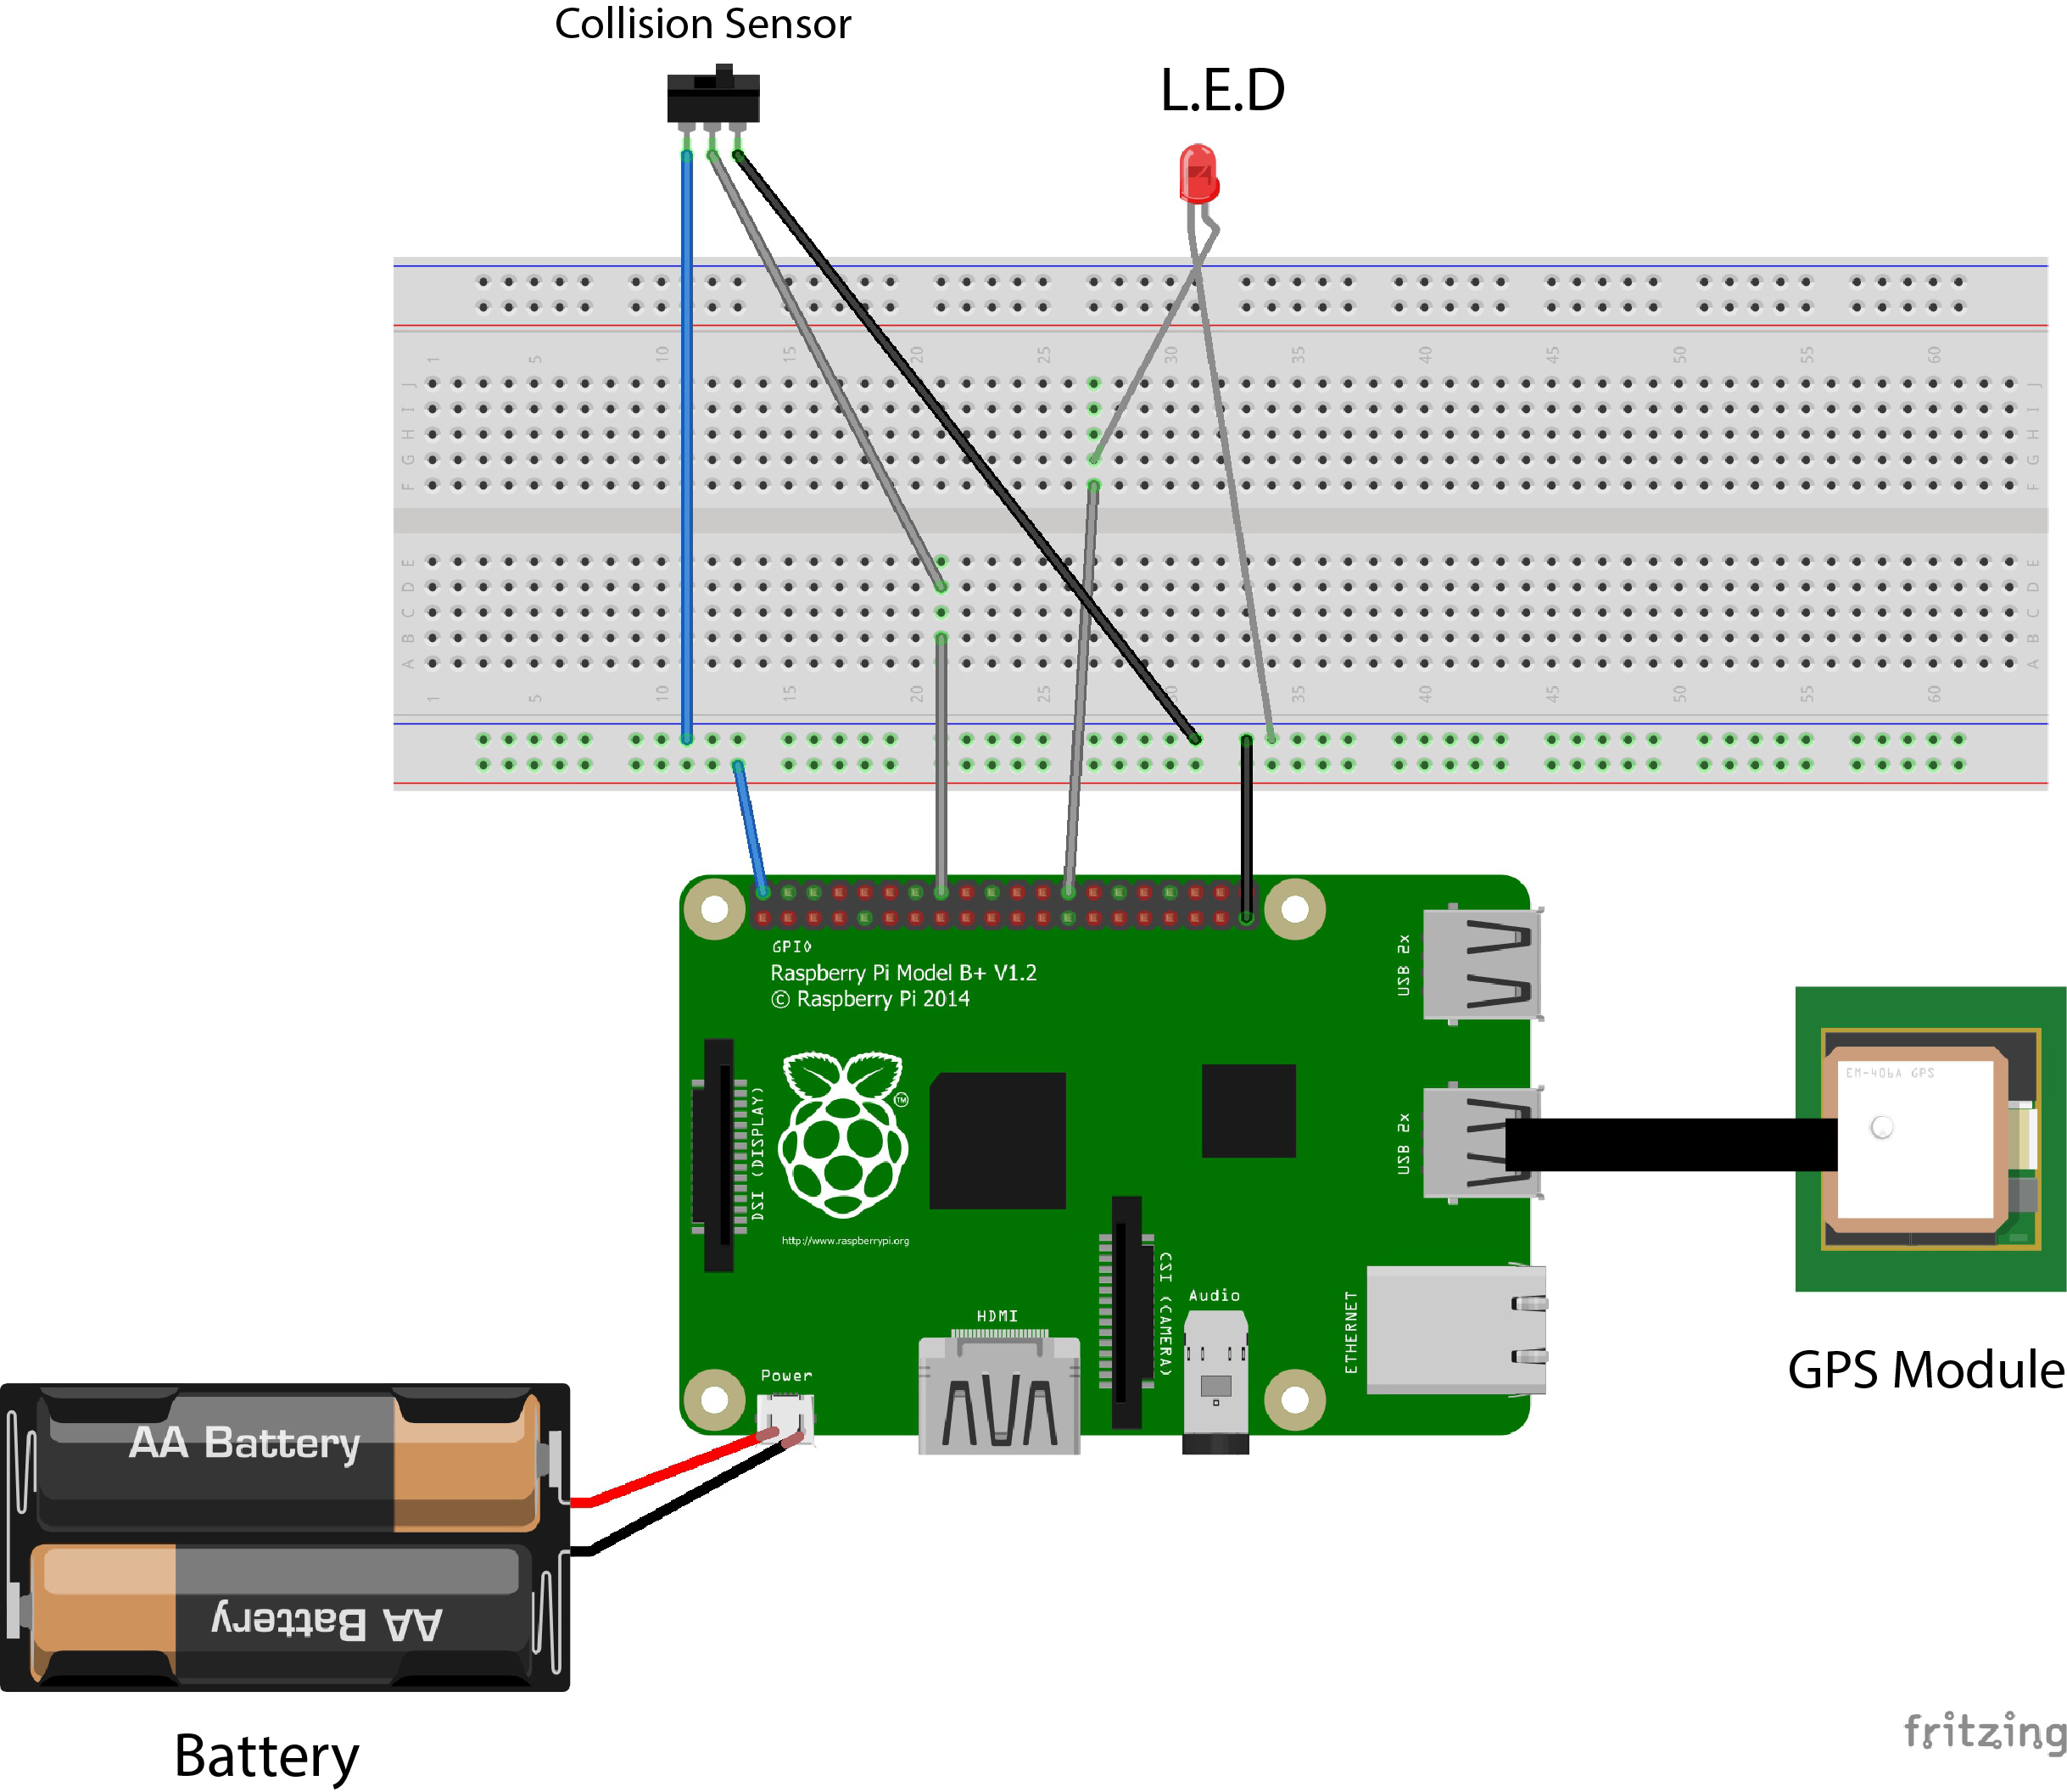 Collision Sensor
L.E.D
1 5 10 15 20 25 30 35 40 45 50 55 60
J J
I I
H H
G G
F F
E E
D D
C C
B B
A A
1 5 10 15 20 25 30 35 40 45 50 55 60
GPIO
Raspberry Pi Model B+ V1.2
© Raspberry Pi 2014
USB 2x
EM-406A GPS
TM
DSI (DISPLAY)
USB 2x
http://www.raspberrypi.org
CSI (CAMERA)
Audio
HDMI
ETHERNET
GPS Module
Power
AA Battery
AA Battery
Battery
fritzing